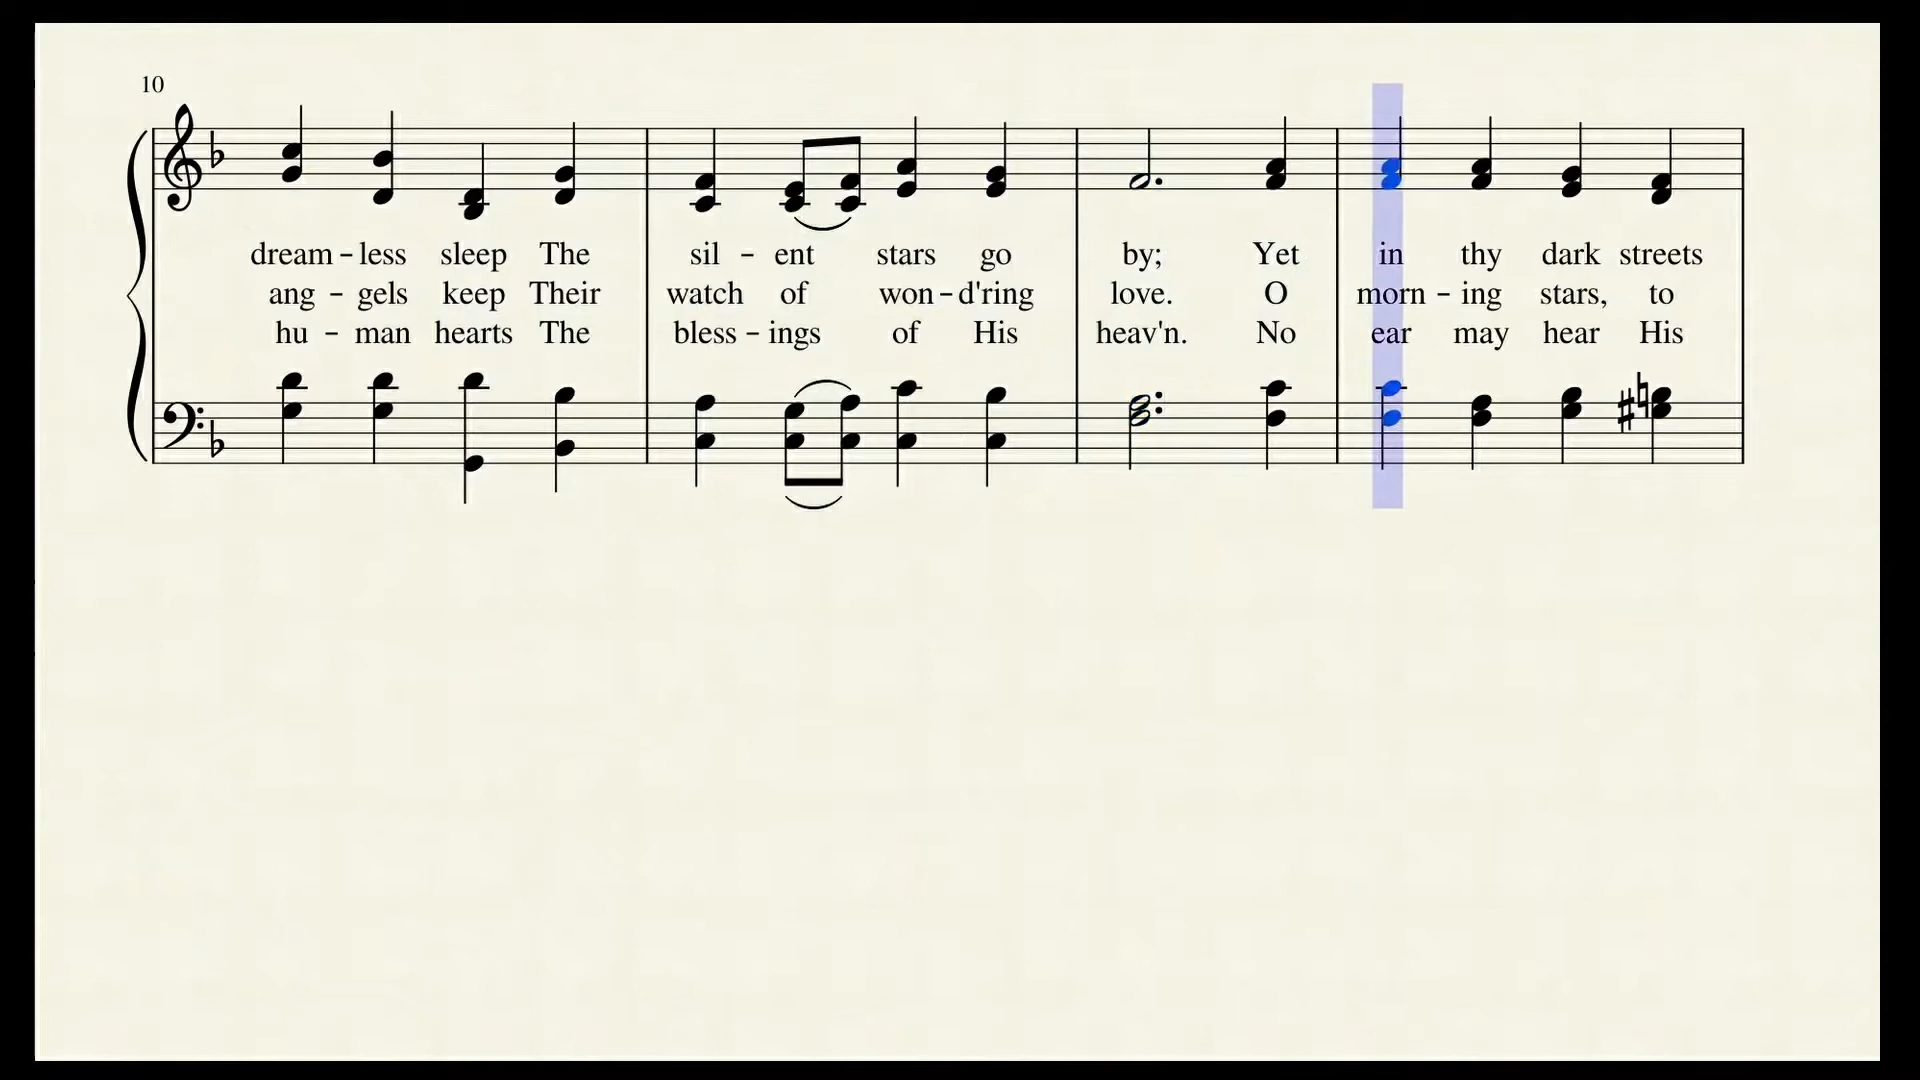 10
dream - less sleep The sil - ent stars go by; Yet in thy dark streets
ang - gels keep Their watch of won - d'ring love. O morn - ing stars, to
hu - man hearts The bless - ings of His heav'n. No ear may hear His